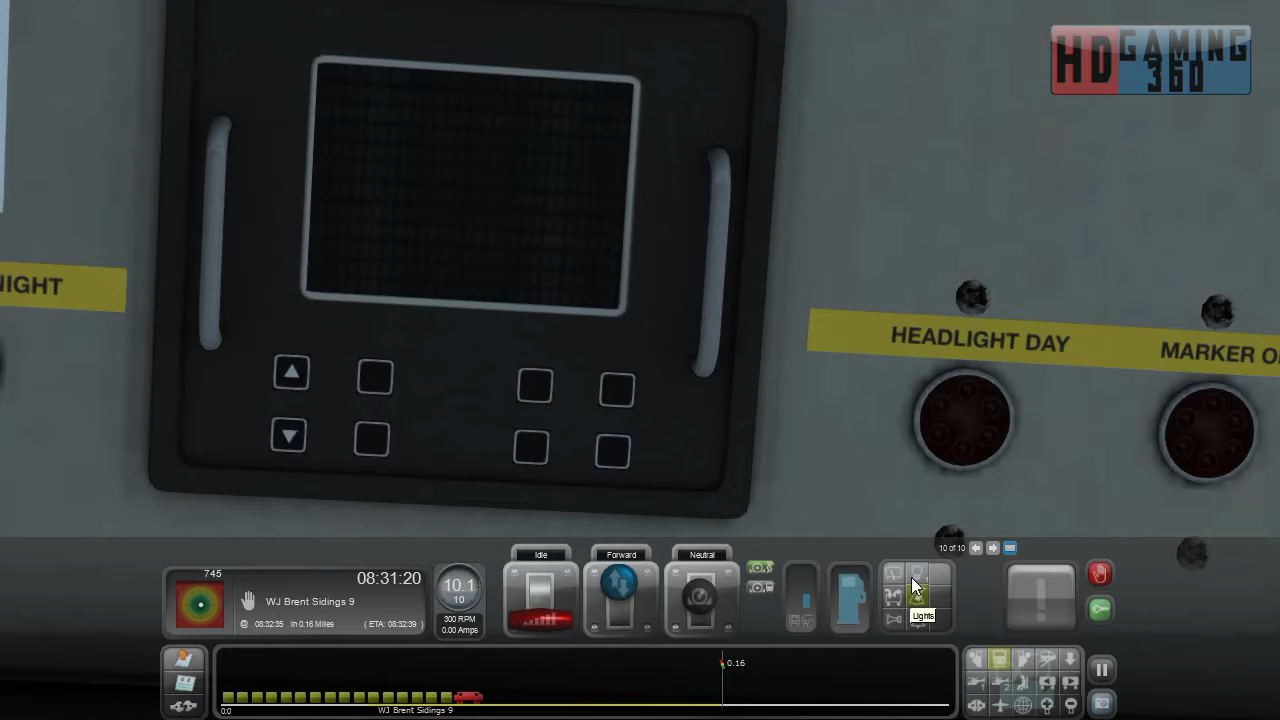 HD GAMING
360
NIGHT
HEADLIGHT DAY
MARKER O
10 of 10
Idle
Forward
Neutral
745
08:31:20
WJ Brent Sidings 9
@ 08:32:35 in 0.16 Miles ( ETA: 08:32:39 )
10.1
10
300 RPM
0.00 Amps
Lights
0.16
0:0
WJ Brent Sidings 9